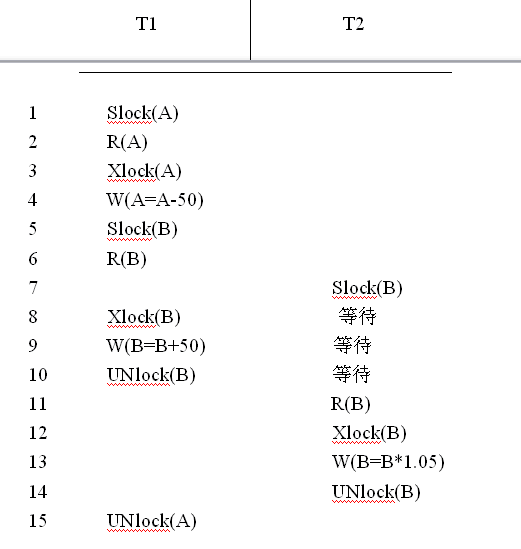 T1 T2
1 Slock(A)
2 R(A)
3 Xlock(A)
4 W(A=A-50)
5 Slock(B)
6 R(B)
7 Slock(B)
8 Xlock(B) 等待
9 W(B=B+50) 等待
10 UNlock(B) 等待
11 R(B)
12 Xlock(B)
13 W(B=B*1.05)
14 UNlock(B)
15 UNlock(A)